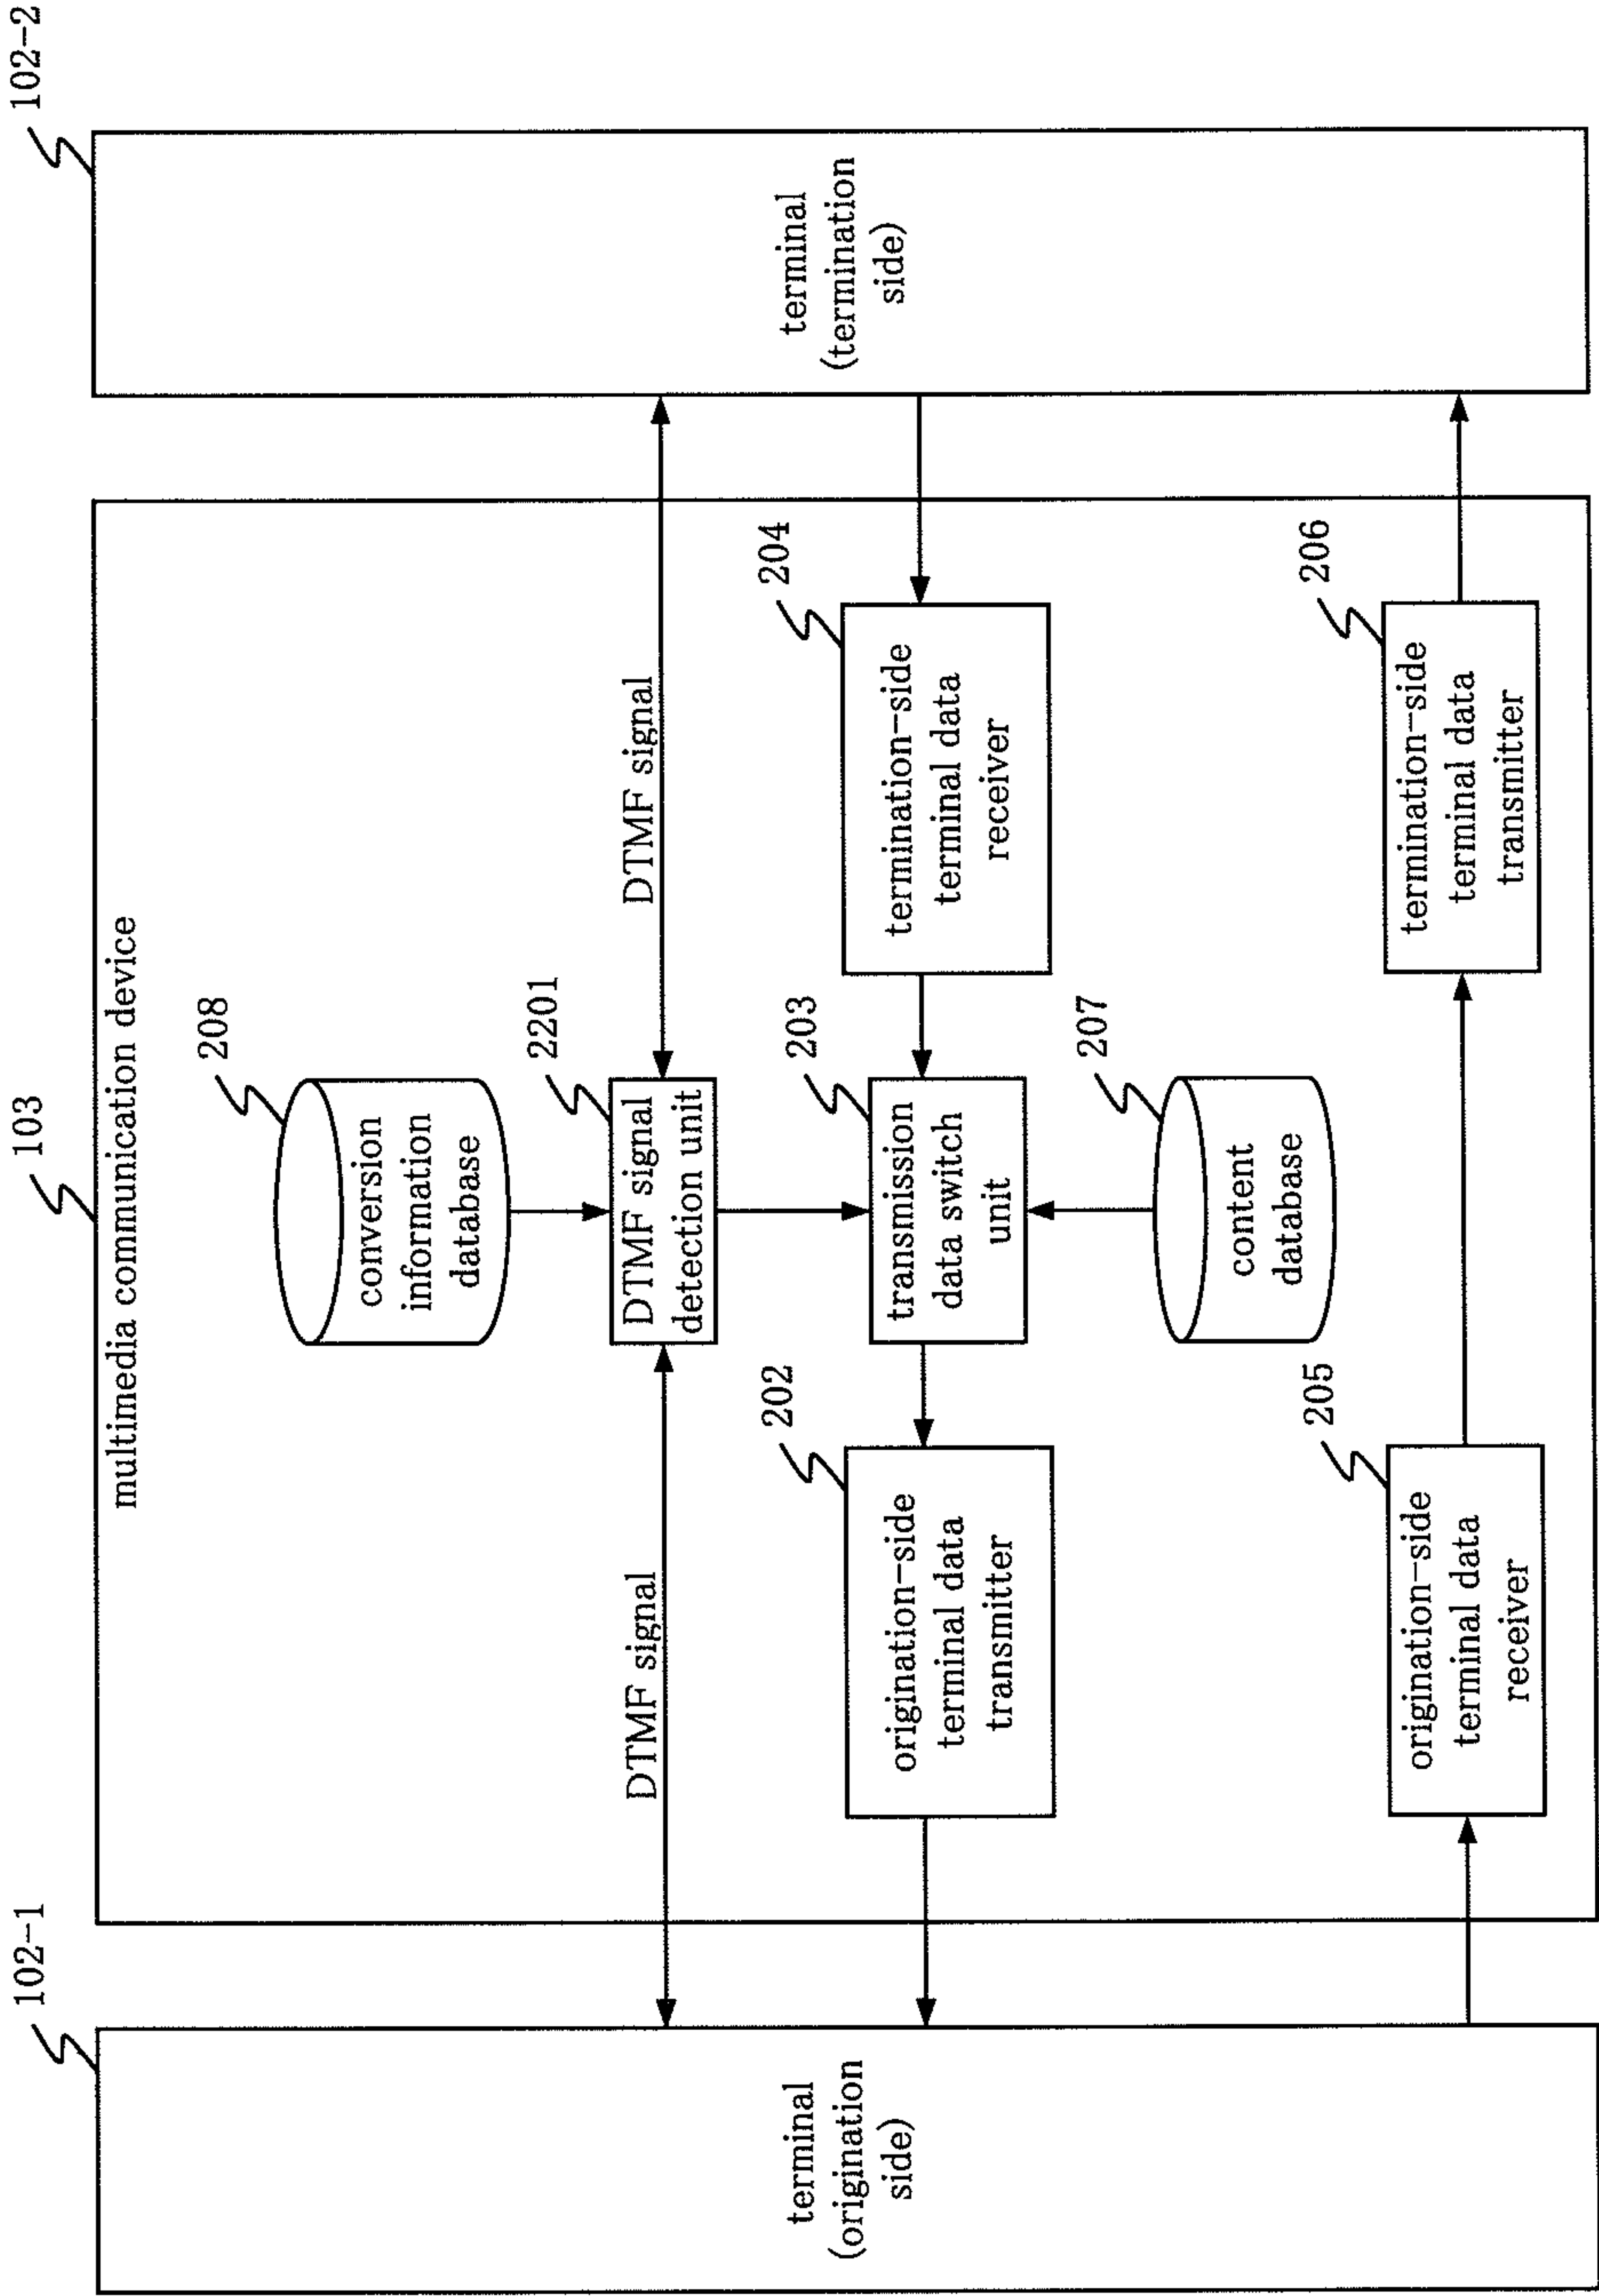 102-1
103
102-2
multimedia communication device
terminal
(origination
side)
208
conversion
information
database
DTMF signal
2201
DTMF signal
detection unit
DTMF signal
202
origination-side
terminal data
transmitter
203
transmission
data switch
unit
204
termination-side
terminal data
receiver
207
content
database
205
origination-side
terminal data
receiver
206
termination-side
terminal data
transmitter
terminal
(termination
side)